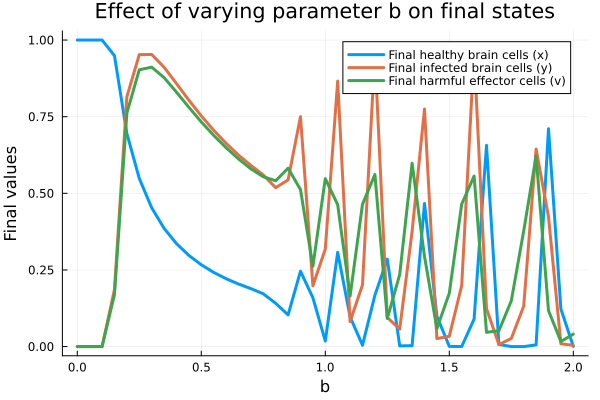 Effect of varying parameter b on final states
Final values
1.00
0.75
0.50
0.25
0.00
Final healthy brain cells (x)
Final infected brain cells (y)
Final harmful effector cells (v)
0.0
0.5
1.0
1.5
2.0
b